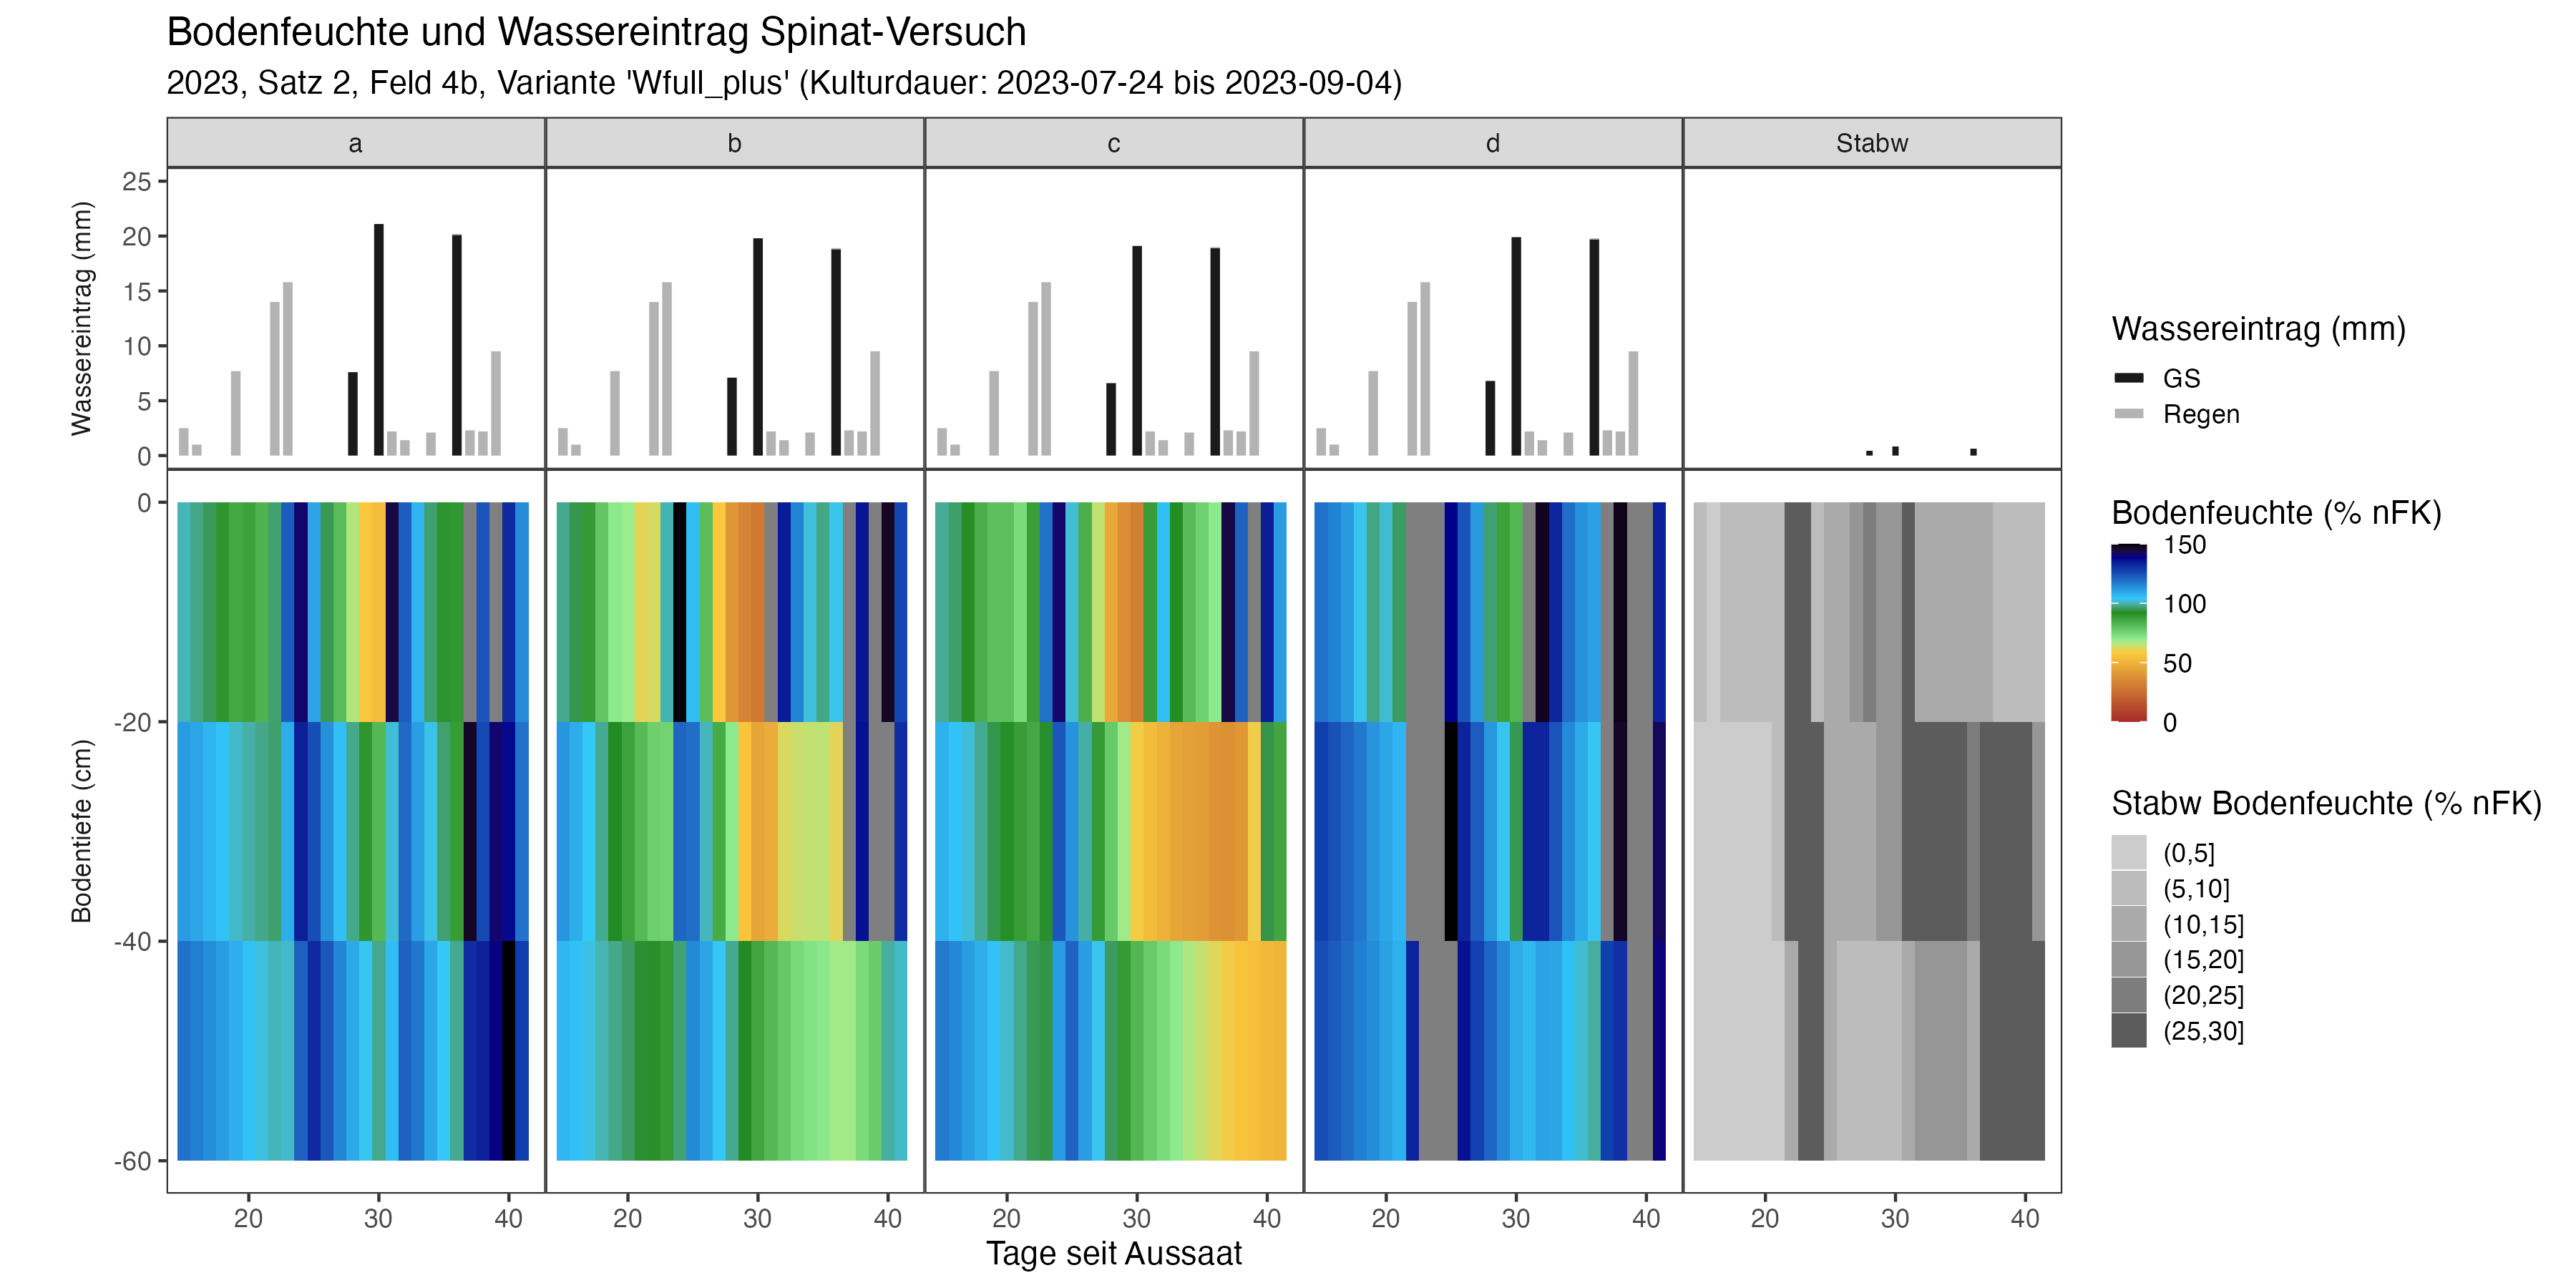 Bodenfeuchte und Wassereintrag Spinat-Versuch
2023, Satz 2, Feld 4b, Variante 'Wfull_plus' (Kulturdauer: 2023-07-24 bis 2023-09-04)
a b c d Stabw
Wassereintrag (mm)
25
20
15
10
5
0
Bodentiefe (cm)
0
-20
-40
-60
20 30 40 20 30 40 20 30 40 20 30 40 20 30 40
Tage seit Aussaat
Wassereintrag (mm)
GS
Regen
Bodenfeuchte (% nFK)
150
100
50
0
Stabw Bodenfeuchte (% nFK)
(0,5]
(5,10]
(10,15]
(15,20]
(20,25]
(25,30]